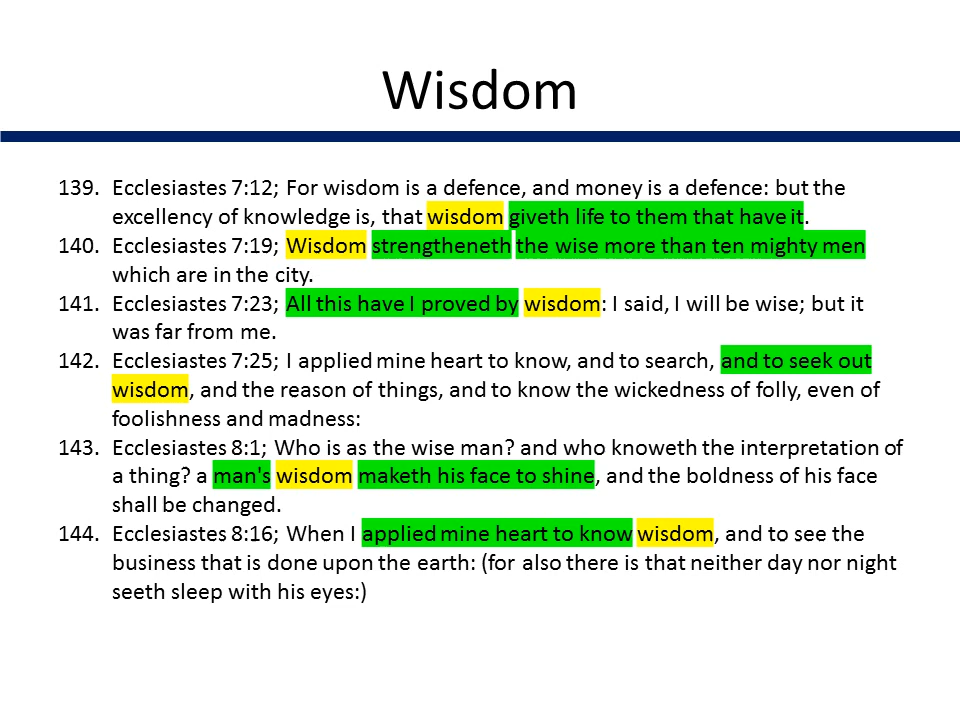 Wisdom
139. Ecclesiastes 7:12; For wisdom is a defence, and money is a defence: but the
excellency of knowledge is, that wisdom giveth life to them that have it.
140. Ecclesiastes 7:19; Wisdom strengtheneth the wise more than ten mighty men
which are in the city.
141. Ecclesiastes 7:23; All this have I proved by wisdom: I said, I will be wise; but it
was far from me.
142. Ecclesiastes 7:25; I applied mine heart to know, and to search, and to seek out
wisdom, and the reason of things, and to know the wickedness of folly, even of
foolishness and madness:
143. Ecclesiastes 8:1; Who is as the wise man? and who knoweth the interpretation of
a thing? a man's wisdom maketh his face to shine, and the boldness of his face
shall be changed.
144. Ecclesiastes 8:16; When I applied mine heart to know wisdom, and to see the
business that is done upon the earth: (for also there is that neither day nor night
seeth sleep with his eyes:)